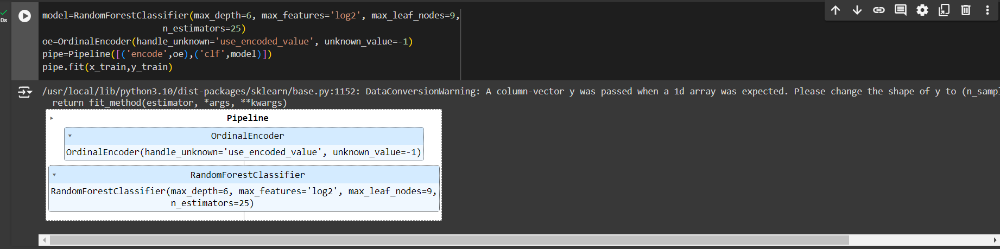 0s
model=RandomForestClassifier(max_depth=6, max_features='log2', max_leaf_nodes=9,
n_estimators=25)
oe=OrdinalEncoder(handle_unknown='use_encoded_value', unknown_value=-1)
pipe=Pipeline([('encode',oe),('clf',model)])
pipe.fit(x_train,y_train)
/usr/local/lib/python3.10/dist-packages/sklearn/base.py:1152: DataConversionWarning: A column-vector y was passed when a 1d array was expected. Please change the shape of y to (n_sampl
return fit_method(estimator, *args, **kwargs)
Pipeline
OrdinalEncoder
OrdinalEncoder(handle_unknown='use_encoded_value', unknown_value=-1)
RandomForestClassifier
RandomForestClassifier(max_depth=6, max_features='log2', max_leaf_nodes=9,
n_estimators=25)